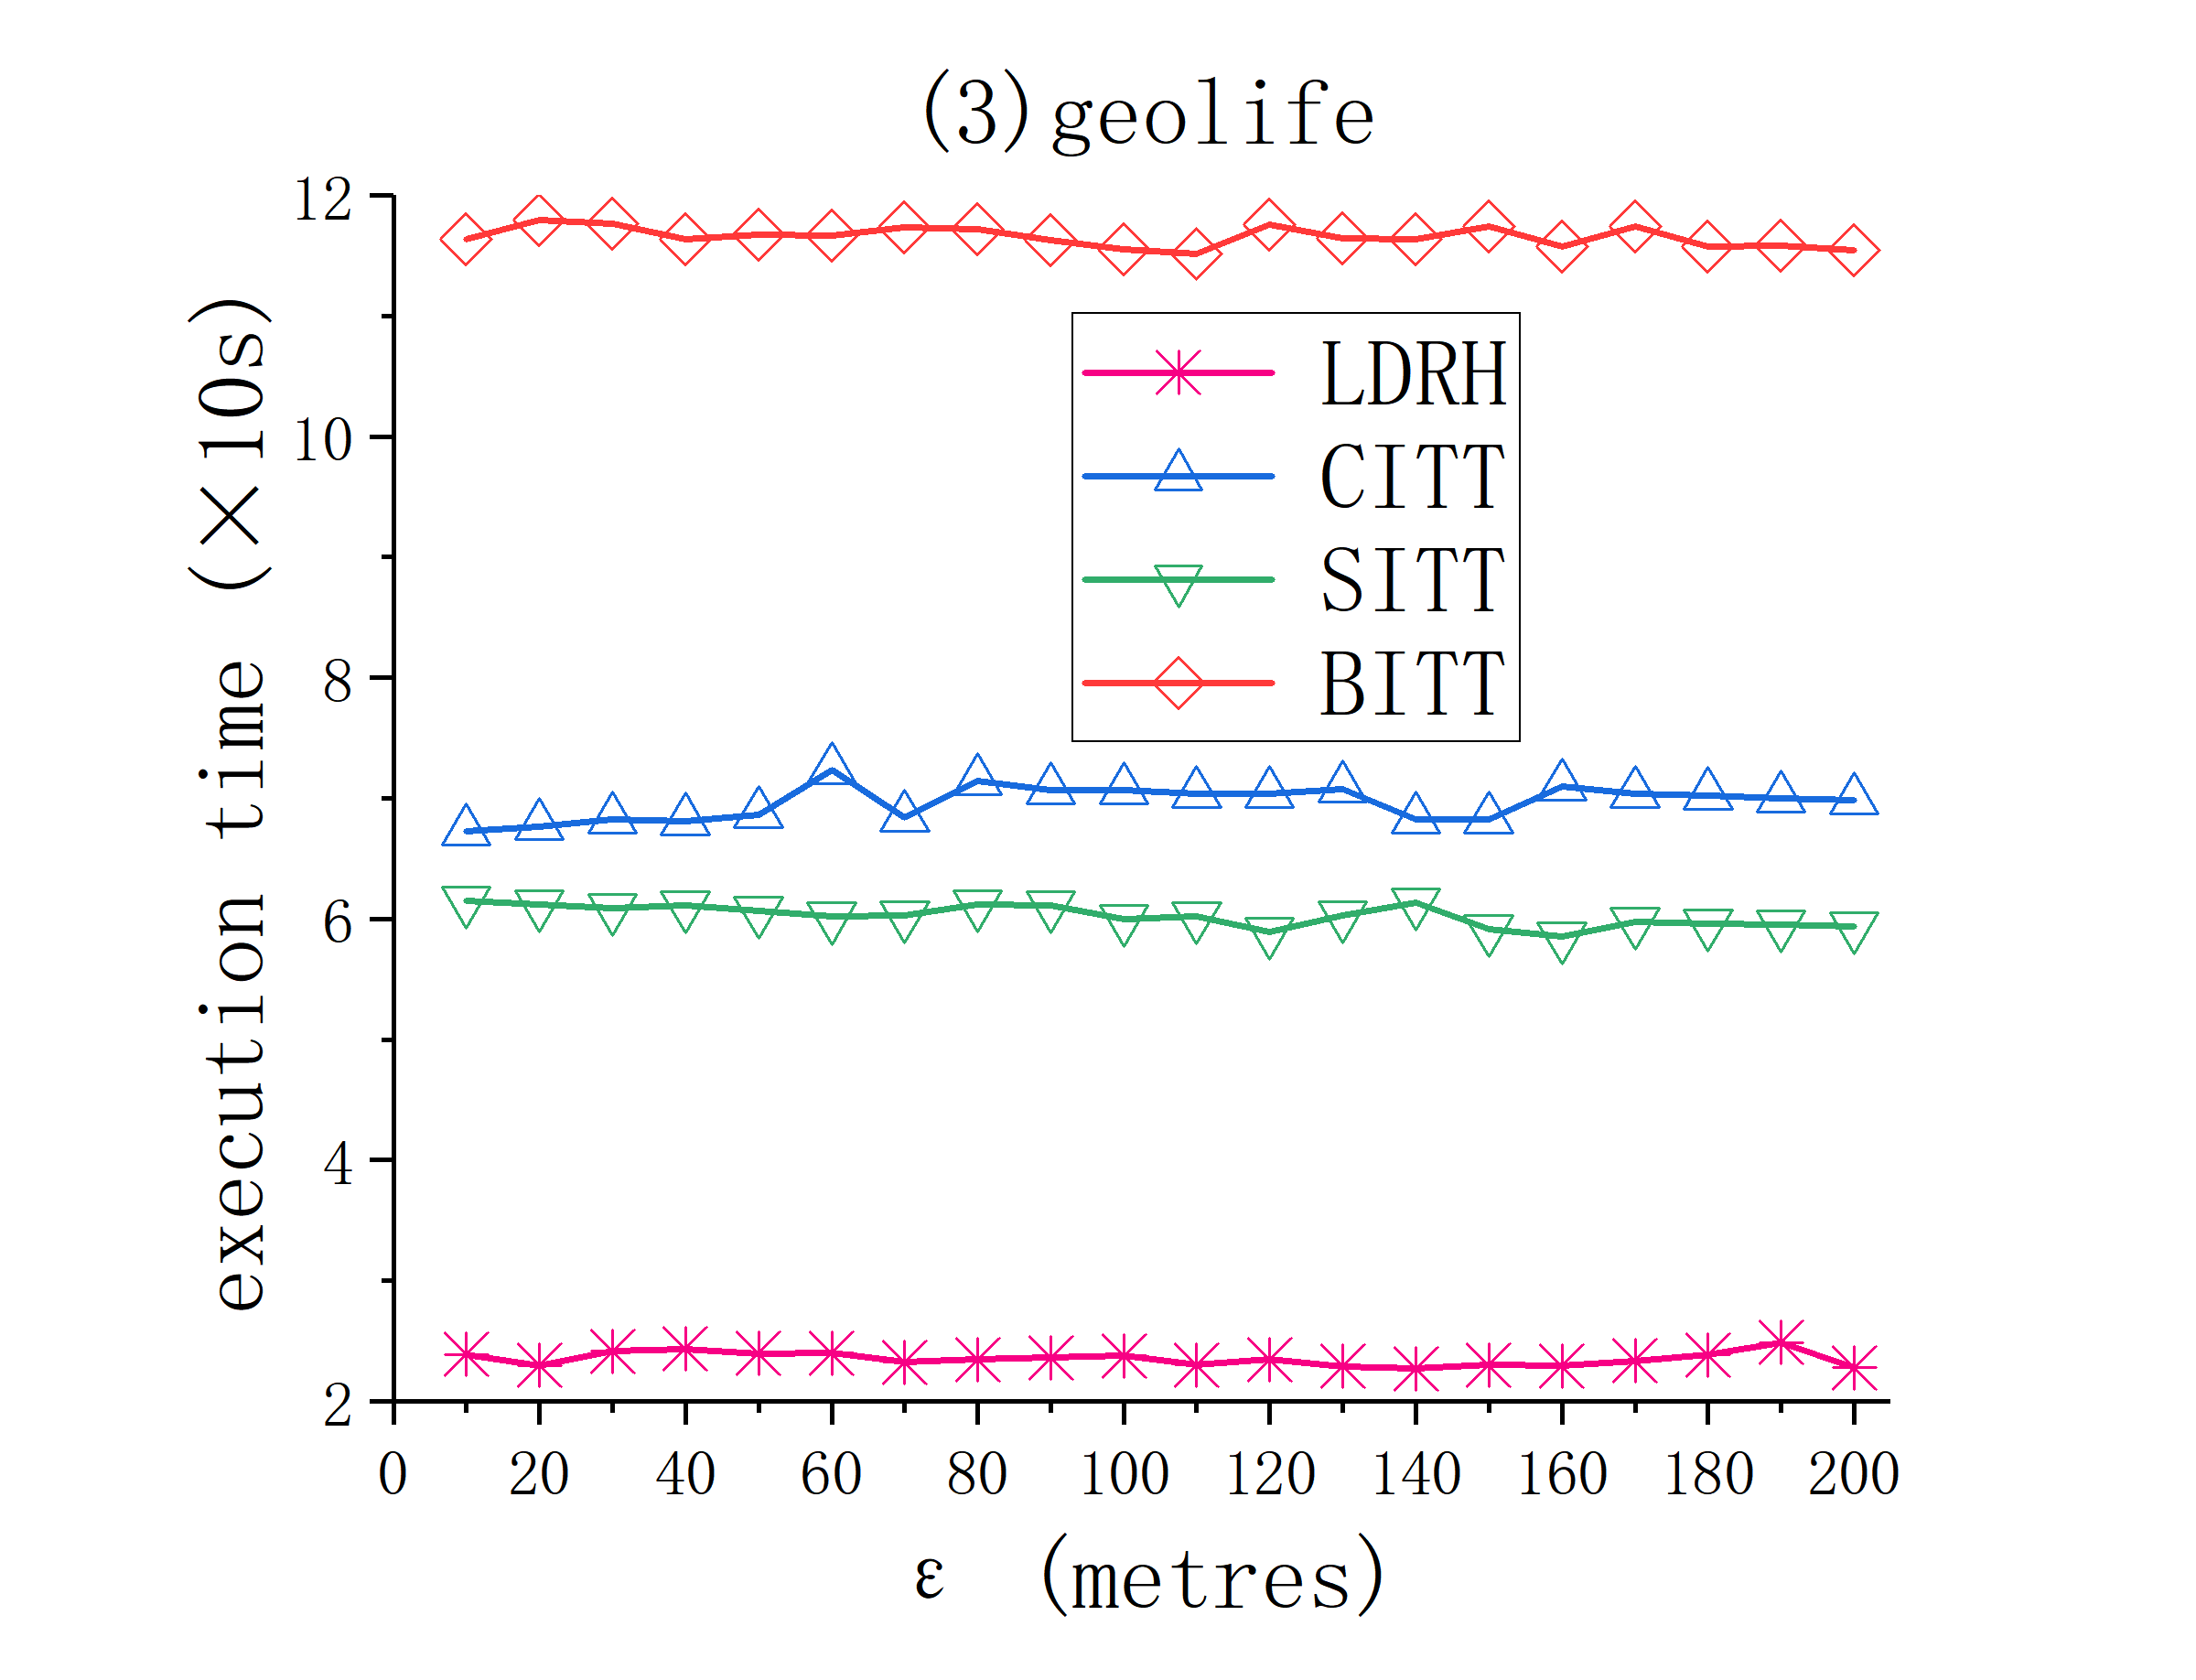 (3)geolife
execution time (×10s)
12
10
8
6
4
2
LDRH
CITT
SITT
BITT
0 20 40 60 80 100 120 140 160 180 200
ε (metres)